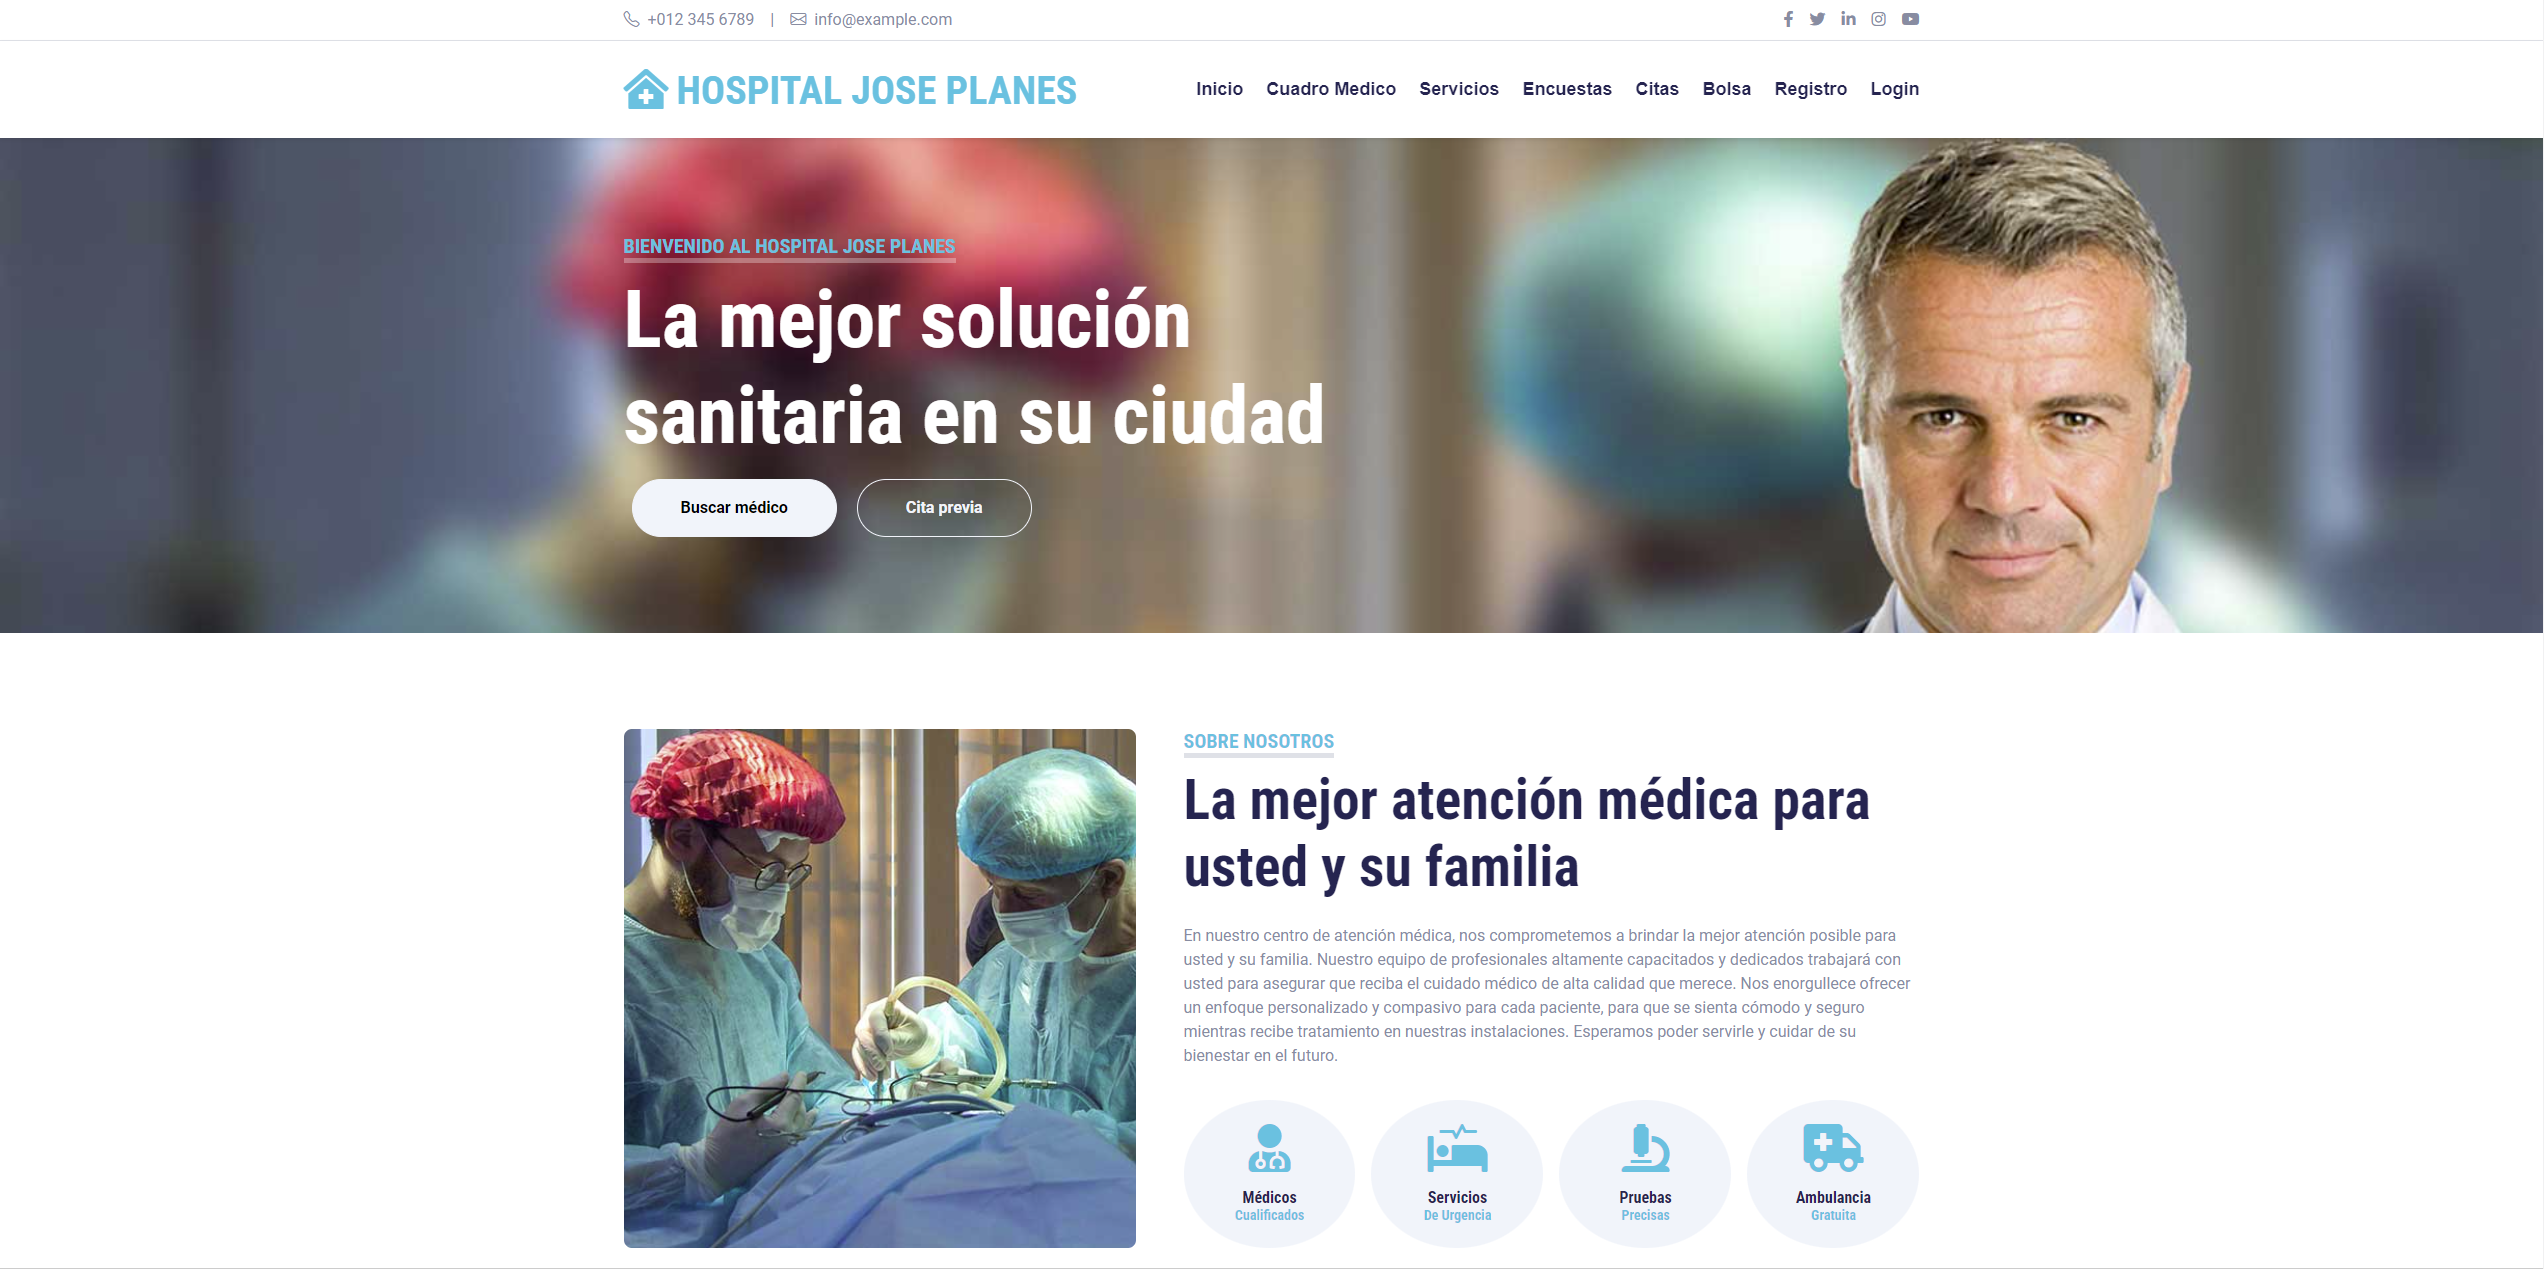 +012 345 6789 | info@example.com
HOSPITAL JOSE PLANES
Inicio Cuadro Medico Servicios Encuestas Citas Bolsa Registro Login
BIENVENIDO AL HOSPITAL JOSE PLANES
La mejor solución
sanitaria en su ciudad
Buscar médico
Cita previa
SOBRE NOSOTROS
La mejor atención médica para
usted y su familia
En nuestro centro de atención médica, nos comprometemos a brindar la mejor atención posible para
usted y su familia. Nuestro equipo de profesionales altamente capacitados y dedicados trabajará con
usted para asegurar que reciba el cuidado médico de alta calidad que merece. Nos enorgullece ofrecer
un enfoque personalizado y compasivo para cada paciente, para que se sienta cómodo y seguro
mientras recibe tratamiento en nuestras instalaciones. Esperamos poder servirle y cuidar de su
bienestar en el futuro.
Médicos
Cualificados
Servicios
De Urgencia
Pruebas
Precisas
Ambulancia
Gratuita